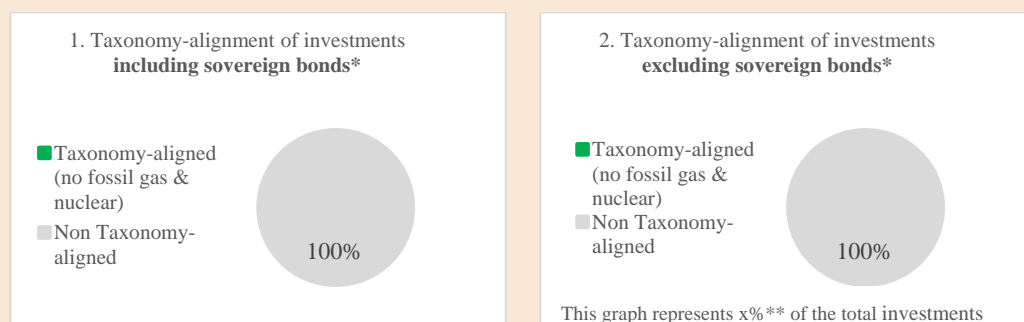 1. Taxonomy-alignment of investments
including sovereign bonds*
Taxonomy-aligned
(no fossil gas &
nuclear)
Non Taxonomy-
aligned
100%
2. Taxonomy-alignment of investments
excluding sovereign bonds*
Taxonomy-aligned
(no fossil gas &
nuclear)
Non Taxonomy-
aligned
100%
This graph represents x%** of the total investments